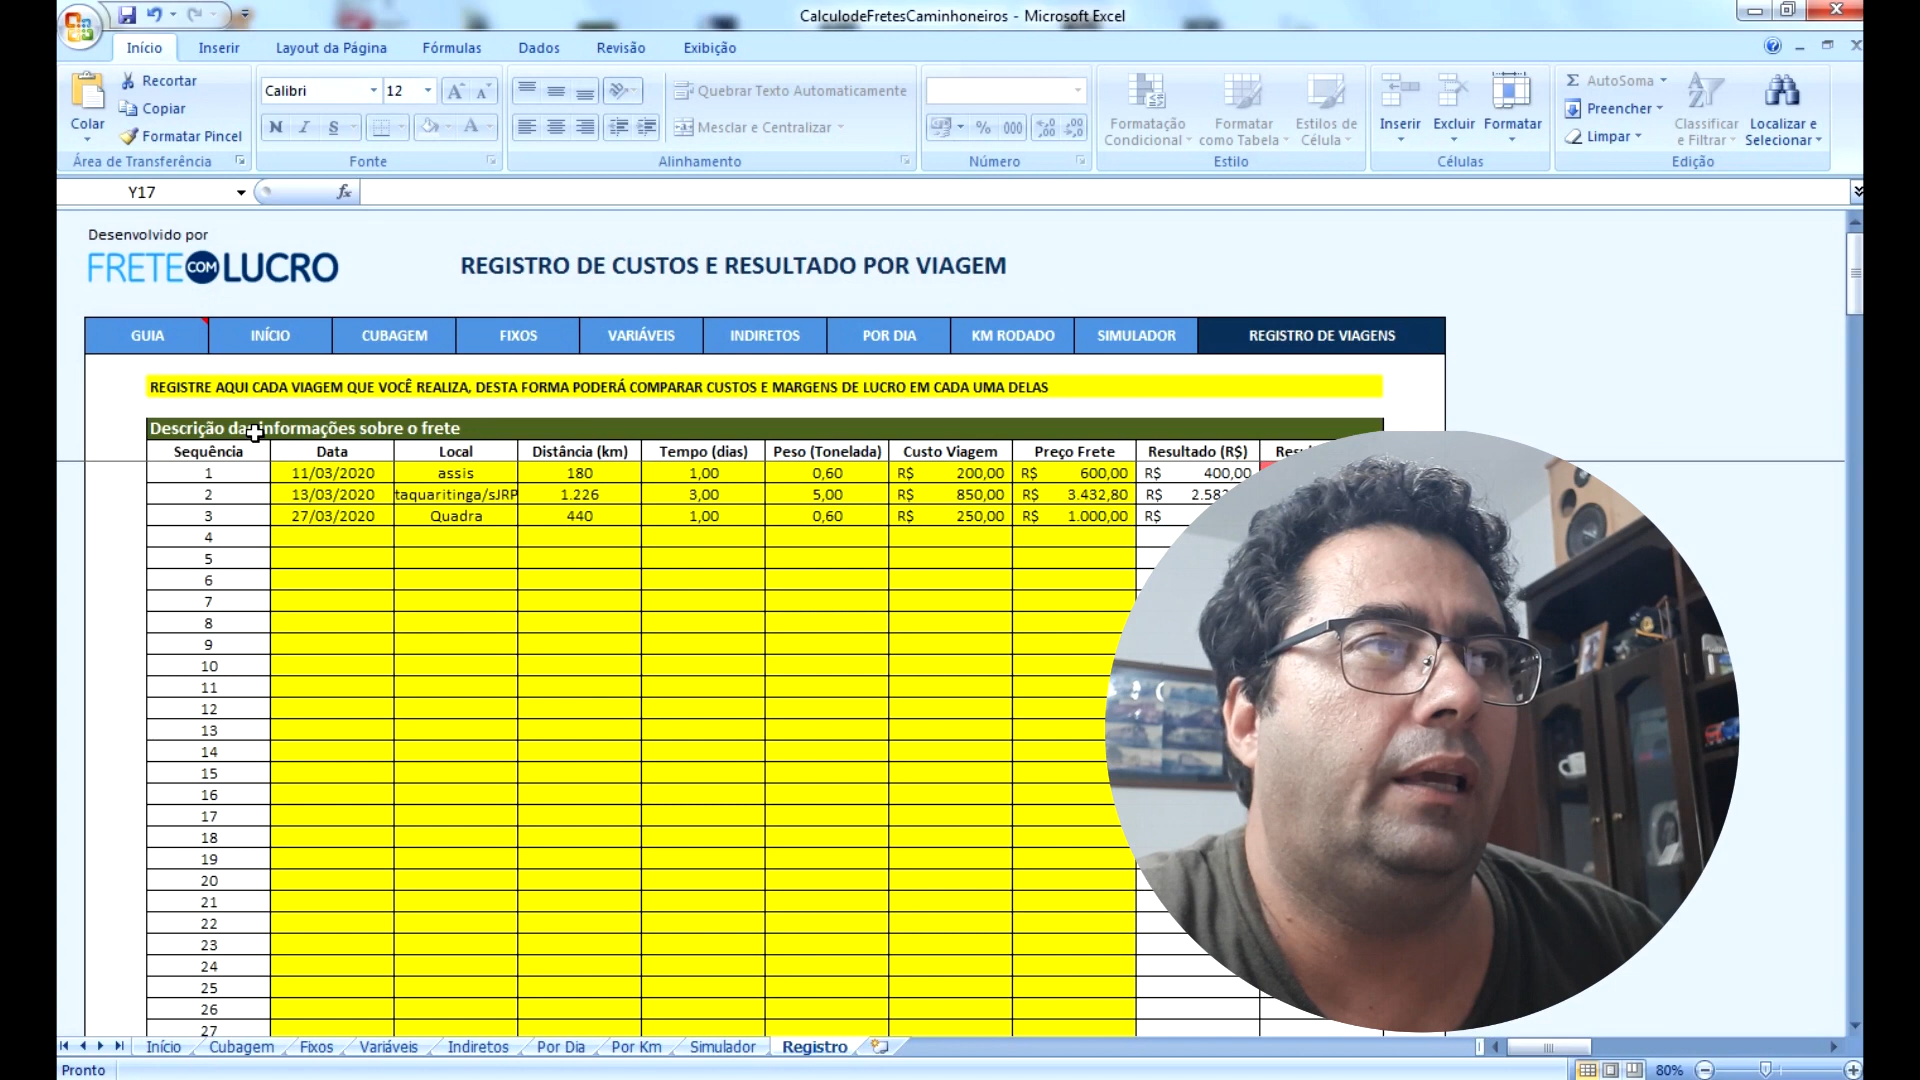 CalculodeFretesCaminhoneiros - Microsoft Excel
Início Inserir Layout da Página Fórmulas Dados Revisão Exibição
Colar
Recortar
Copiar
Formatar Pincel
Área de Transferência
Calibri 12
N I S
Fonte
Quebrar Texto Automaticamente
Mesclar e Centralizar
Alinhamento
% 000
Número
Formatação Condicional
Formatar como Tabela
Estilos de Célula
Estilo
Inserir Excluir Formatar
Células
Σ AutoSoma
Preencher
Limpar
Classificar e Filtrar
Localizar e Selecionar
Edição
Y17 fx
Desenvolvido por
FRETE COM LUCRO
REGISTRO DE CUSTOS E RESULTADO POR VIAGEM
GUIA INÍCIO CUBAGEM FIXOS VARIÁVEIS INDIRETOS POR DIA KM RODADO SIMULADOR REGISTRO DE VIAGENS
REGISTRE AQUI CADA VIAGEM QUE VOCÊ REALIZA, DESTA FORMA PODERÁ COMPARAR CUSTOS E MARGENS DE LUCRO EM CADA UMA DELAS
Descrição das informações sobre o frete
Sequência Data Local Distância (km) Tempo (dias) Peso (Tonelada) Custo Viagem Preço Frete Resultado (R$)
1 11/03/2020 assis 180 1,00 0,60 R$ 200,00 R$ 600,00 R$ 400,00
2 13/03/2020 taquaritinga/sJRP 1.226 3,00 5,00 R$ 850,00 R$ 3.432,80 R$ 2.582
3 27/03/2020 Quadra 440 1,00 0,60 R$ 250,00 R$ 1.000,00 R$
4
5
6
7
8
9
10
11
12
13
14
15
16
17
18
19
20
21
22
23
24
25
26
27
Início Cubagem Fixos Variáveis Indiretos Por Dia Por Km Simulador Registro
Pronto 80%